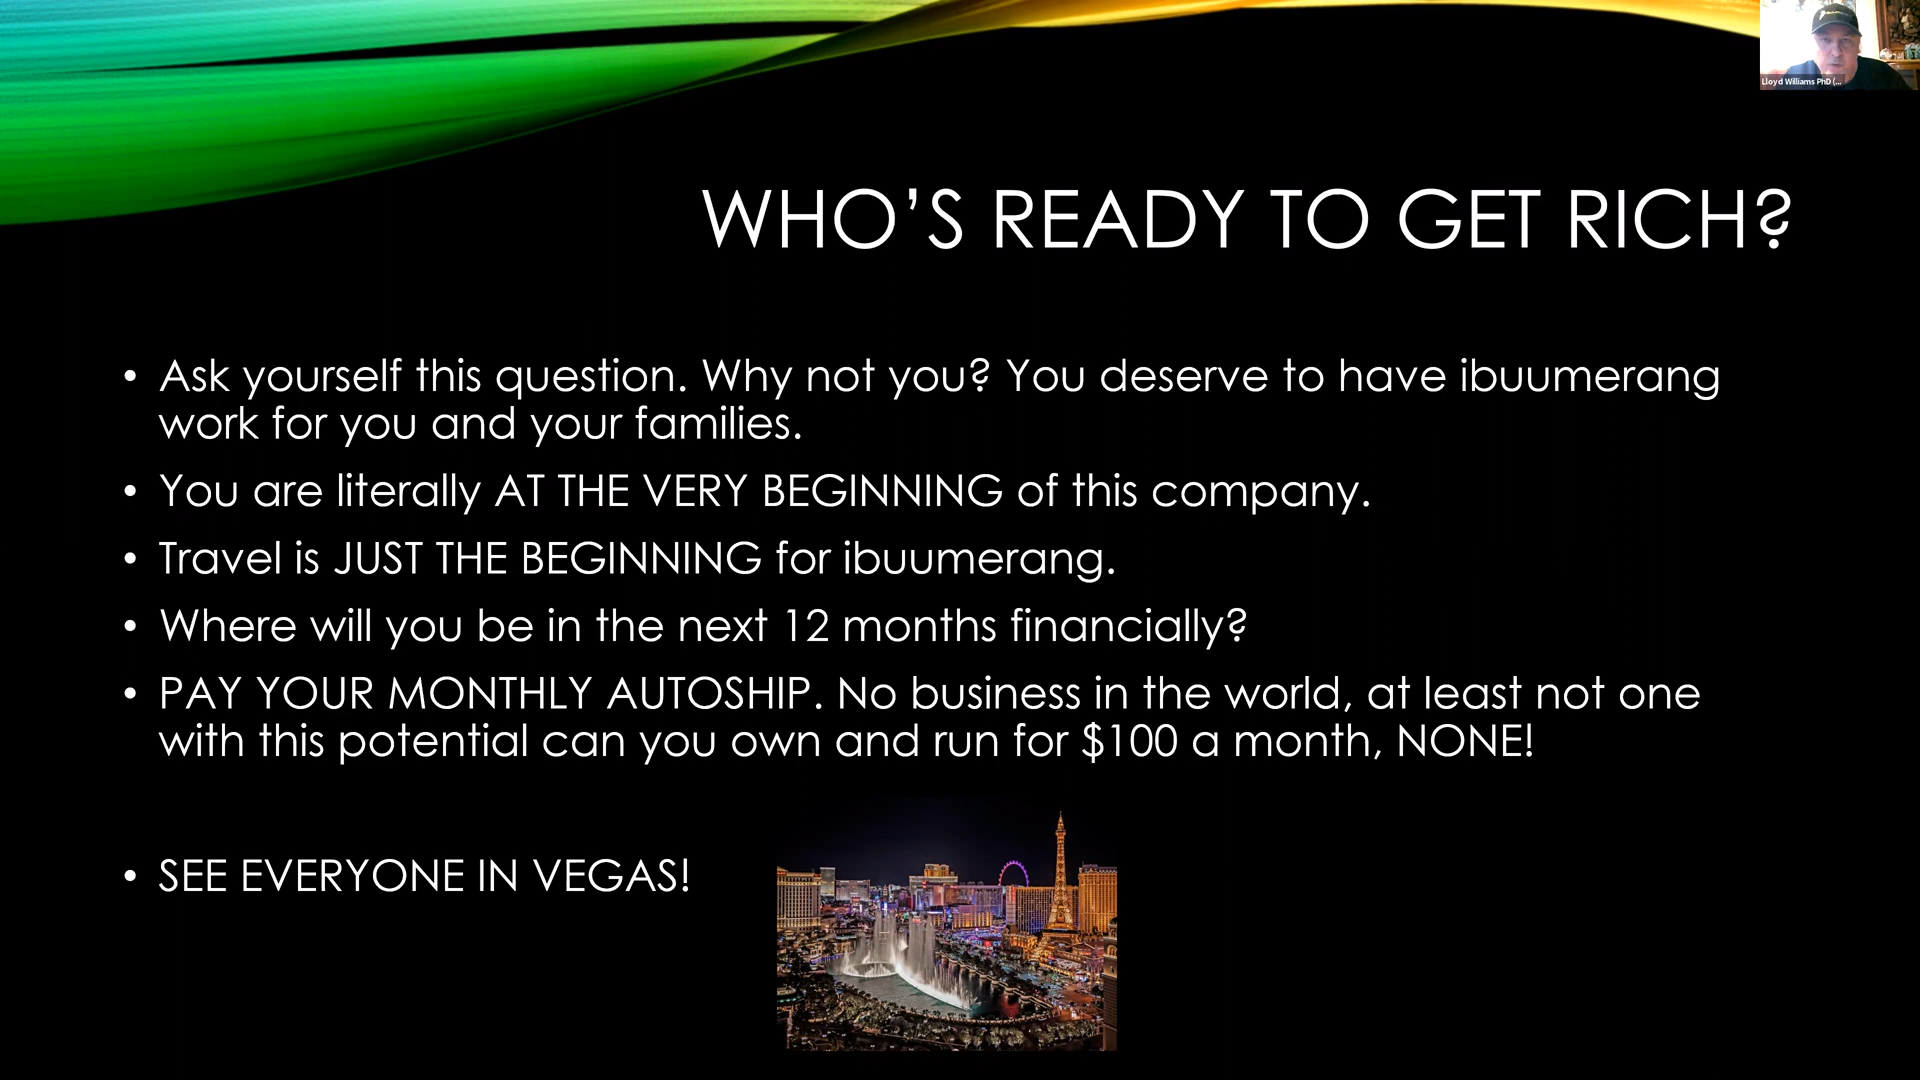 Lloyd Williams PhD (...
WHO’S READY TO GET RICH?
• Ask yourself this question. Why not you? You deserve to have ibuumerang
work for you and your families.
• You are literally AT THE VERY BEGINNING of this company.
• Travel is JUST THE BEGINNING for ibuumerang.
• Where will you be in the next 12 months financially?
• PAY YOUR MONTHLY AUTOSHIP. No business in the world, at least not one
with this potential can you own and run for $100 a month, NONE!
• SEE EVERYONE IN VEGAS!